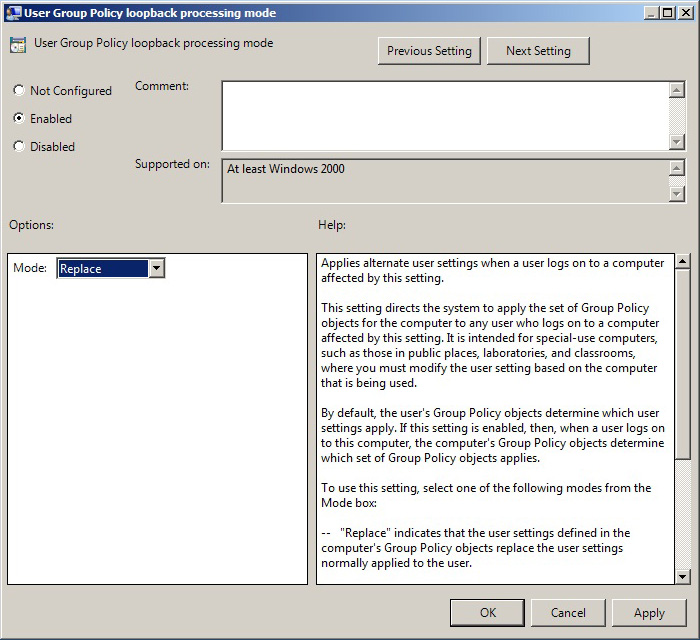 User Group Policy loopback processing mode
User Group Policy loopback processing mode
Previous Setting
Next Setting
Not Configured
Enabled
Disabled
Comment:
Supported on:
At least Windows 2000
Options:
Help:
Mode:
Replace
Applies alternate user settings when a user logs on to a computer
affected by this setting.
This setting directs the system to apply the set of Group Policy
objects for the computer to any user who logs on to a computer
affected by this setting. It is intended for special-use computers,
such as those in public places, laboratories, and classrooms,
where you must modify the user setting based on the computer
that is being used.
By default, the user's Group Policy objects determine which user
settings apply. If this setting is enabled, then, when a user logs on
to this computer, the computer's Group Policy objects determine
which set of Group Policy objects applies.
To use this setting, select one of the following modes from the
Mode box:
-- "Replace" indicates that the user settings defined in the
computer's Group Policy objects replace the user settings
normally applied to the user.
OK
Cancel
Apply